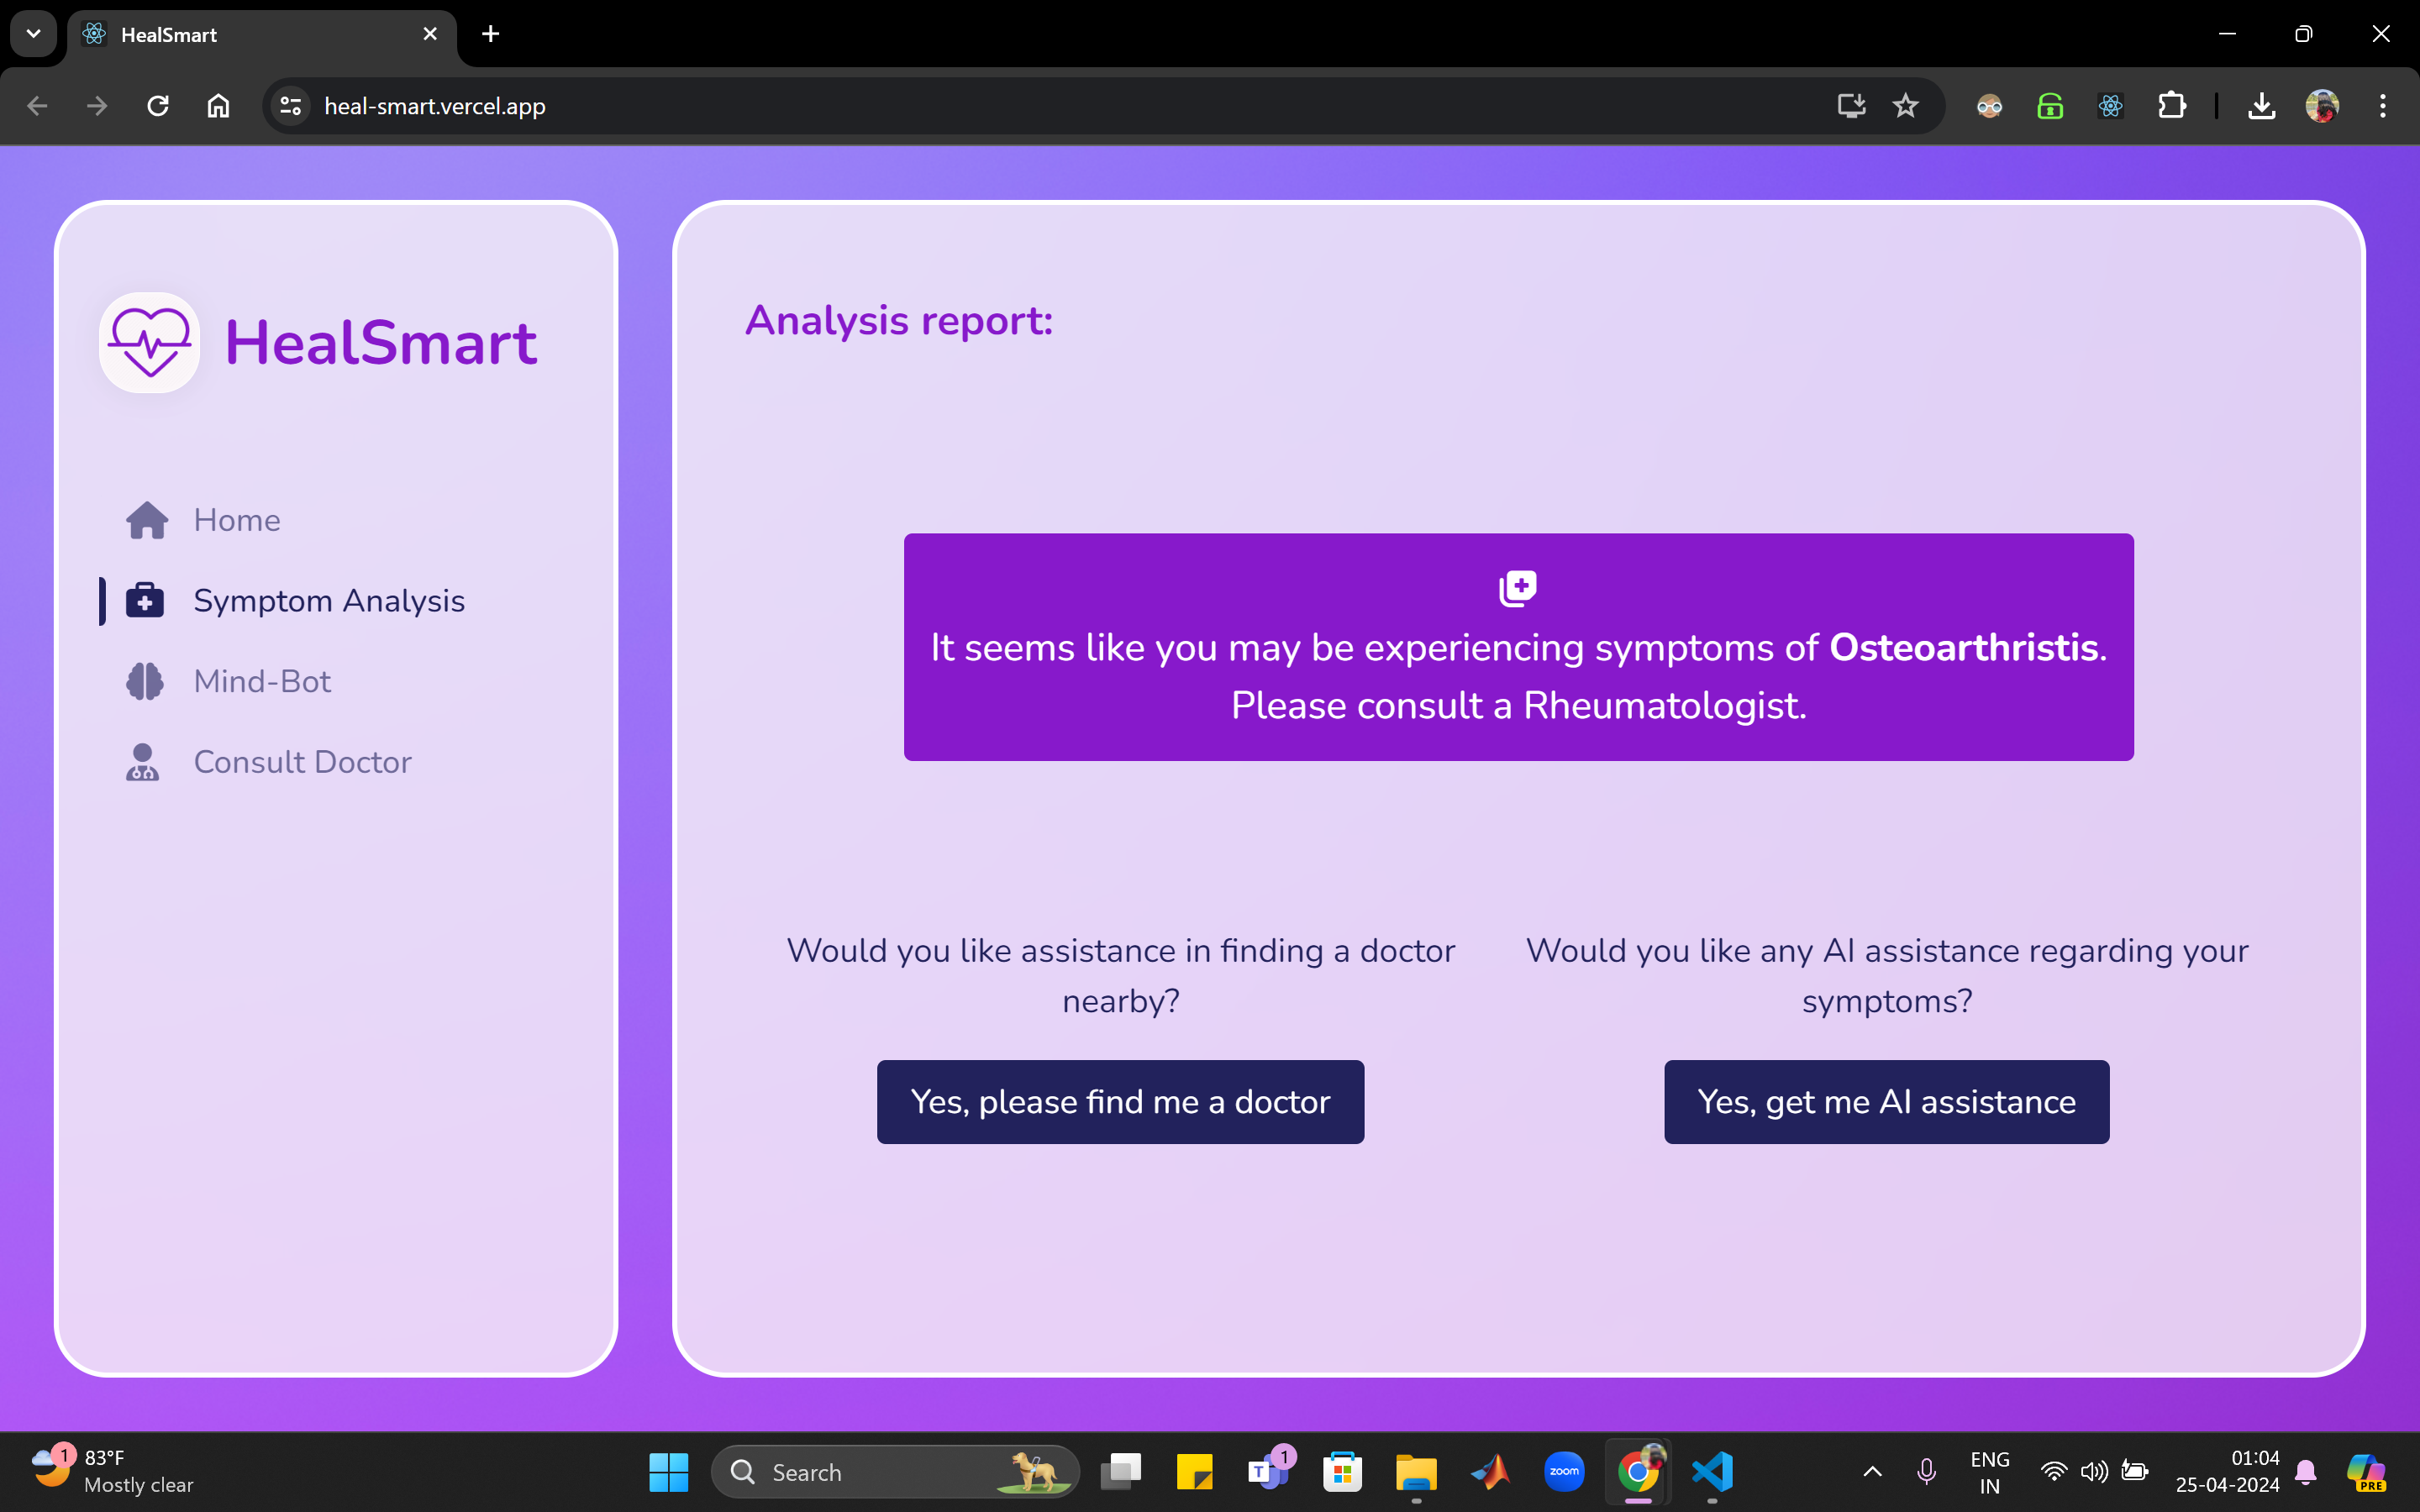 HealSmart
heal-smart.vercel.app
HealSmart
Home
Symptom Analysis
Mind-Bot
Consult Doctor
Analysis report:
It seems like you may be experiencing symptoms of Osteoarthristis.
Please consult a Rheumatologist.
Would you like assistance in finding a doctor
nearby?
Yes, please find me a doctor
Would you like any AI assistance regarding your
symptoms?
Yes, get me AI assistance
1
83°F
Mostly clear
Search
T
1
zoom
ENG
IN
01:04
25-04-2024
PRE